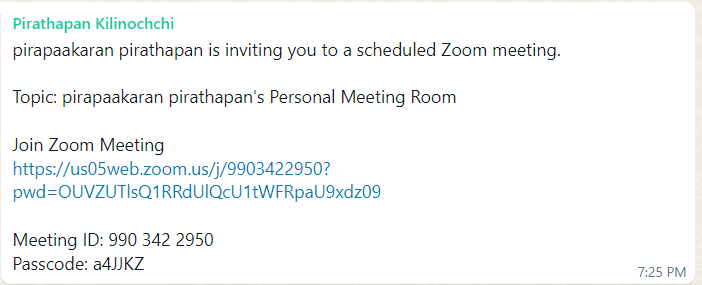 Pirathapan Kilinochchi
pirapaakaran pirathapan is inviting you to a scheduled Zoom meeting.
Topic: pirapaakaran pirathapan's Personal Meeting Room
Join Zoom Meeting
https://us05web.zoom.us/j/9903422950?
pwd=OUVZUTlsQ1RRdUlQcU1tWFRpaU9xdz09
Meeting ID: 990 342 2950
Passcode: a4JJKZ
7:25 PM